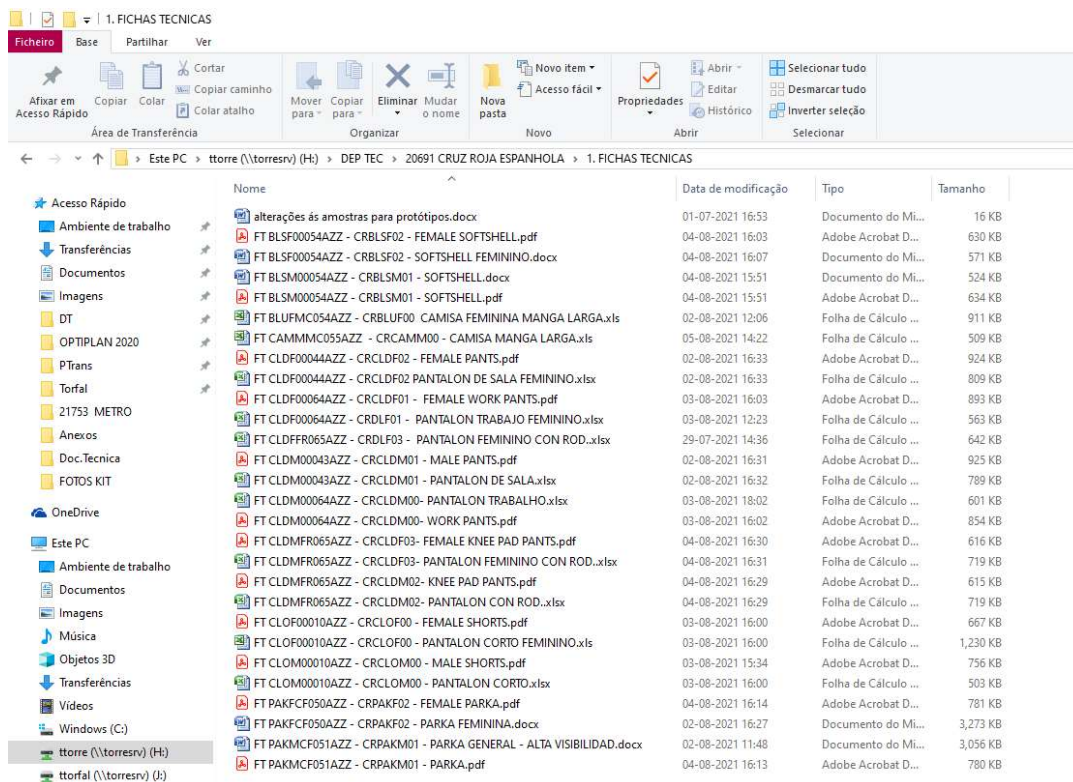 1. FICHAS TECNICAS
Ficheiro Base Partilhar Ver
Afixar em Acesso Rápido
Copiar
Colar
Cortar
Copiar caminho
Colar atalho
Área de Transferência
Mover para
Copiar para
Eliminar
Mudar o nome
Organizar
Nova pasta
Novo item
Acesso fácil
Novo
Propriedades
Abrir
Editar
Histórico
Abrir
Selecionar tudo
Desmarcar tudo
Inverter seleção
Selecionar
Este PC > ttorre (\\torresrv) (H:) > DEP TEC > 20691 CRUZ ROJA ESPANHOLA > 1. FICHAS TECNICAS
Acesso Rápido
Ambiente de trabalho
Transferências
Documentos
Imagens
DT
OPTIPLAN 2020
PTrans
Torfal
21753 METRO
Anexos
Doc.Tecnica
FOTOS KIT
OneDrive
Este PC
Ambiente de trabalho
Documentos
Imagens
Música
Objetos 3D
Transferências
Vídeos
Windows (C:)
ttorre (\\torresrv) (H:)
ttorfal (\\torresrv) (J:)
Nome Data de modificação Tipo Tamanho
alterações ás amostras para protótipos.docx 01-07-2021 16:53 Documento do Mi... 16 KB
FT BLSF00054AZZ - CRBLSF02 - FEMALE SOFTSHELL.pdf 04-08-2021 16:03 Adobe Acrobat D... 630 KB
FT BLSF00054AZZ - CRBLSF02 - SOFTSHELL FEMININO.docx 04-08-2021 16:07 Documento do Mi... 571 KB
FT BLSM00054AZZ - CRBLSM01 - SOFTSHELL.docx 04-08-2021 15:51 Documento do Mi... 524 KB
FT BLSM00054AZZ - CRBLSM01 - SOFTSHELL.pdf 04-08-2021 15:51 Adobe Acrobat D... 634 KB
FT BLUFMC054AZZ - CRBLUF00 CAMISA FEMININA MANGA LARGA.xls 02-08-2021 12:06 Folha de Cálculo ... 911 KB
FT CAMMMC055AZZ - CRCAMM00 - CAMISA MANGA LARGA.xls 05-08-2021 14:22 Folha de Cálculo ... 509 KB
FT CLDF00044AZZ - CRCLDF02 - FEMALE PANTS.pdf 02-08-2021 16:33 Adobe Acrobat D... 924 KB
FT CLDF00044AZZ - CRCLDF02 PANTALON DE SALA FEMININO.xlsx 02-08-2021 16:33 Folha de Cálculo ... 809 KB
FT CLDF00064AZZ - CRCLDF01 - FEMALE WORK PANTS.pdf 03-08-2021 16:03 Adobe Acrobat D... 893 KB
FT CLDF00064AZZ - CRDLF01 - PANTALON TRABAJO FEMININO.xlsx 03-08-2021 12:23 Folha de Cálculo ... 563 KB
FT CLDFFR065AZZ - CRDLF03 - PANTALON FEMININO CON ROD..xlsx 29-07-2021 14:36 Folha de Cálculo ... 642 KB
FT CLDM00043AZZ - CRCLDM01 - MALE PANTS.pdf 02-08-2021 16:31 Adobe Acrobat D... 925 KB
FT CLDM00043AZZ - CRCLDM01 - PANTALON DE SALA.xlsx 02-08-2021 16:32 Folha de Cálculo ... 789 KB
FT CLDM00064AZZ - CRCLDM00- PANTALON TRABALHO.xlsx 03-08-2021 18:02 Folha de Cálculo ... 601 KB
FT CLDM00064AZZ - CRCLDM00- WORK PANTS.pdf 03-08-2021 16:02 Adobe Acrobat D... 854 KB
FT CLDMFR065AZZ - CRCLDF03- FEMALE KNEE PAD PANTS.pdf 04-08-2021 16:30 Adobe Acrobat D... 616 KB
FT CLDMFR065AZZ - CRCLDF03- PANTALON FEMININO CON ROD..xlsx 04-08-2021 16:31 Folha de Cálculo ... 719 KB
FT CLDMFR065AZZ - CRCLDM02- KNEE PAD PANTS.pdf 04-08-2021 16:29 Adobe Acrobat D... 615 KB
FT CLDMFR065AZZ - CRCLDM02- PANTALON CON ROD..xlsx 04-08-2021 16:29 Folha de Cálculo ... 719 KB
FT CLOF00010AZZ - CRCLOF00 - FEMALE SHORTS.pdf 03-08-2021 16:00 Adobe Acrobat D... 667 KB
FT CLOF00010AZZ - CRCLOF00 - PANTALON CORTO FEMININO.xls 03-08-2021 16:00 Folha de Cálculo ... 1,230 KB
FT CLOM00010AZZ - CRCLOM00 - MALE SHORTS.pdf 03-08-2021 15:34 Adobe Acrobat D... 756 KB
FT CLOM00010AZZ - CRCLOM00 - PANTALON CORTO.xlsx 03-08-2021 16:00 Folha de Cálculo ... 503 KB
FT PAKFCF050AZZ - CRPAKF02 - FEMALE PARKA.pdf 04-08-2021 16:14 Adobe Acrobat D... 781 KB
FT PAKFCF050AZZ - CRPAKF02 - PARKA FEMININA.docx 02-08-2021 16:27 Documento do Mi... 3,273 KB
FT PAKMCF051AZZ - CRPAKM01 - PARKA GENERAL - ALTA VISIBILIDAD.docx 02-08-2021 11:48 Documento do Mi... 3,056 KB
FT PAKMCF051AZZ - CRPAKM01 - PARKA.pdf 04-08-2021 16:13 Adobe Acrobat D... 780 KB